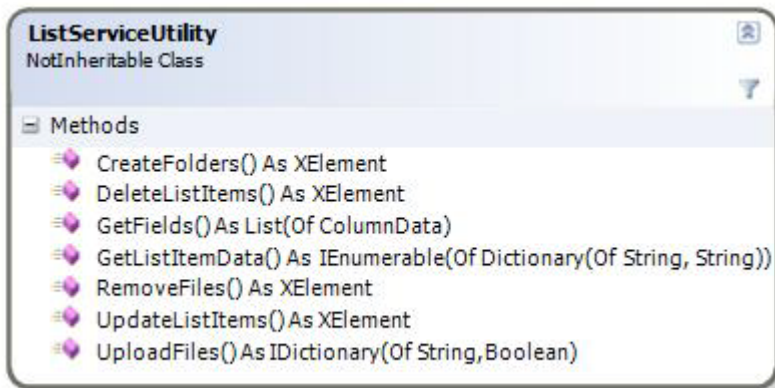 ListServiceUtility
NotInheritable Class
Methods
CreateFolders() As XElement
DeleteListItems() As XElement
GetFields() As List(Of ColumnData)
GetListItemData() As IEnumerable(Of Dictionary(Of String, String))
RemoveFiles() As XElement
UpdateListItems() As XElement
UploadFiles() As IDictionary(Of String,Boolean)